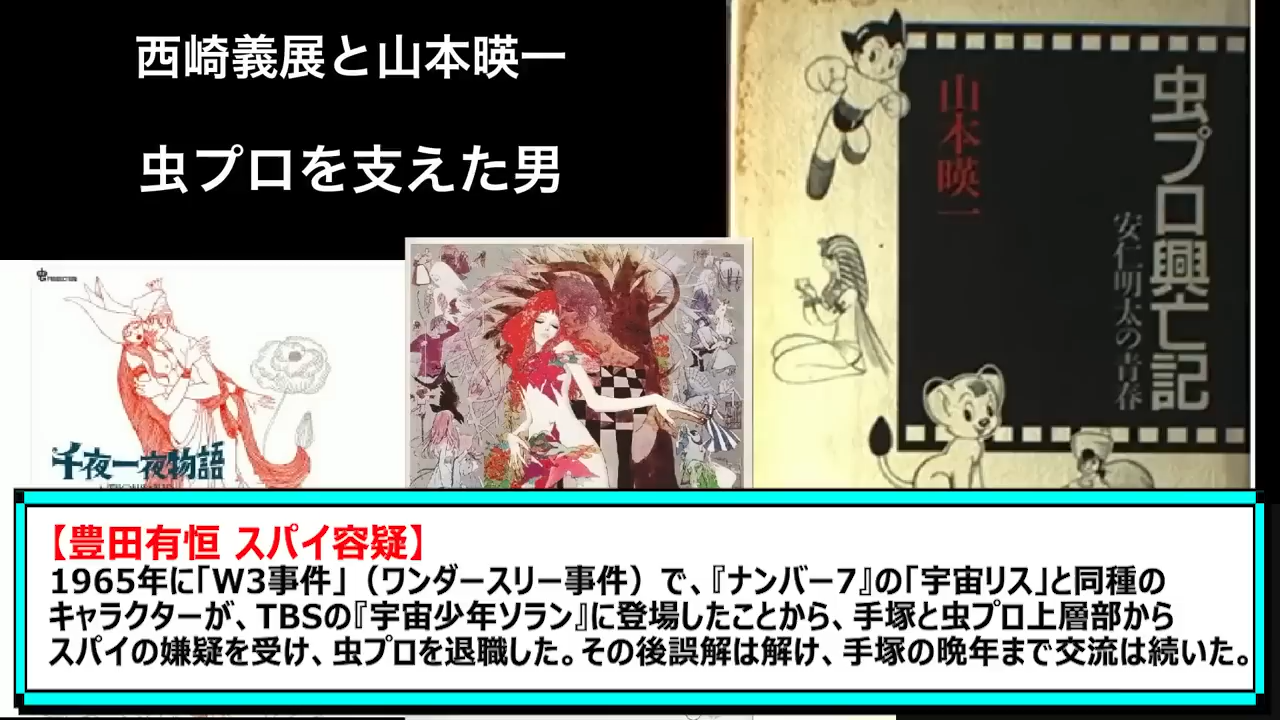 西崎義展と山本暎一
虫プロを支えた男
虫プロ興亡記
安仁明太の青春
山本暎一
千夜一夜物語
【豊田有恒 スパイ容疑】
1965年に「W3事件」（ワンダースリー事件）で、『ナンバー7』の「宇宙リス」と同種の
キャラクターが、TBSの『宇宙少年ソラン』に登場したことから、手塚と虫プロ上層部から
スパイの嫌疑を受け、虫プロを退職した。その後誤解は解け、手塚の晩年まで交流は続いた。